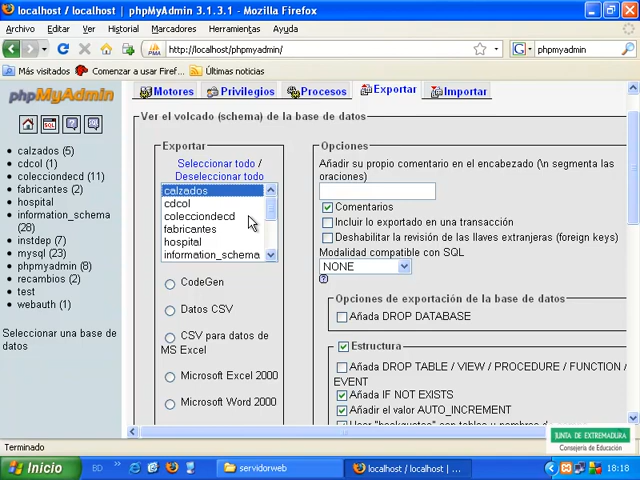 localhost / localhost | phpMyAdmin 3.1.3.1 - Mozilla Firefox
Archivo Editar Ver Historial Marcadores Herramientas Ayuda
http://localhost/phpmyadmin/
phpmyadmin
Más visitados Comenzar a usar Firef... Últimas noticias
phpMyAdmin
SQL
calzados (5)
cdcol (1)
colecciondecd (11)
fabricantes (2)
hospital
information_schema
(28)
instdep (7)
mysql (23)
phpmyadmin (8)
recambios (2)
test
webauth (1)
Seleccionar una base de
datos
Motores Privilegios Procesos Exportar Importar
Ver el volcado (schema) de la base de datos
Exportar
Seleccionar todo /
Deseleccionar todo
calzados
cdcol
colecciondecd
fabricantes
hospital
information_schema
CodeGen
Datos CSV
CSV para datos de
MS Excel
Microsoft Excel 2000
Microsoft Word 2000
Opciones
Añadir su propio comentario en el encabezado (\n segmenta las
oraciones)
Comentarios
Incluir lo exportado en una transacción
Deshabilitar la revisión de las llaves extranjeras (foreign keys)
Modalidad compatible con SQL
NONE
Opciones de exportación de la base de datos
Añada DROP DATABASE
Estructura
Añada DROP TABLE / VIEW / PROCEDURE / FUNCTION /
EVENT
Añada IF NOT EXISTS
Añadir el valor AUTO_INCREMENT
JUNTA DE EXTREMADURA
Consejería de Educación
Terminado
Inicio BD servidorweb localhost / localhost | ... 18:18